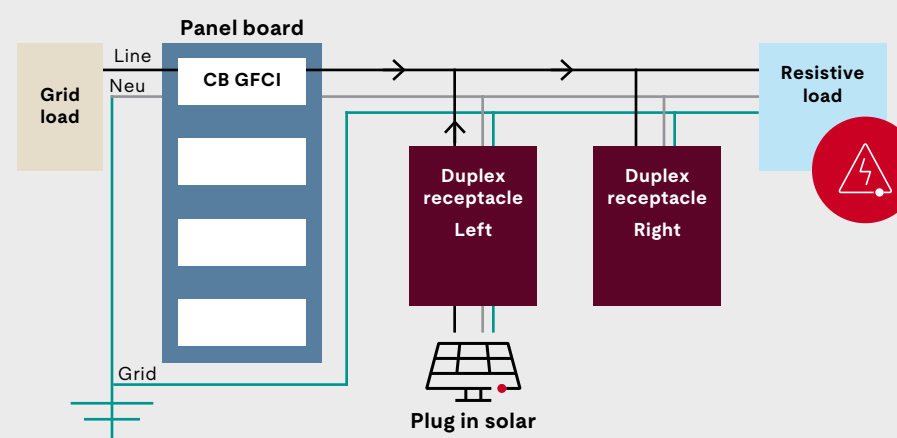 Panel board
Line
Neu
Grid
load
CB GFCI
Resistive
load
Duplex
receptacle
Left
Duplex
receptacle
Right
Grid
Plug in solar